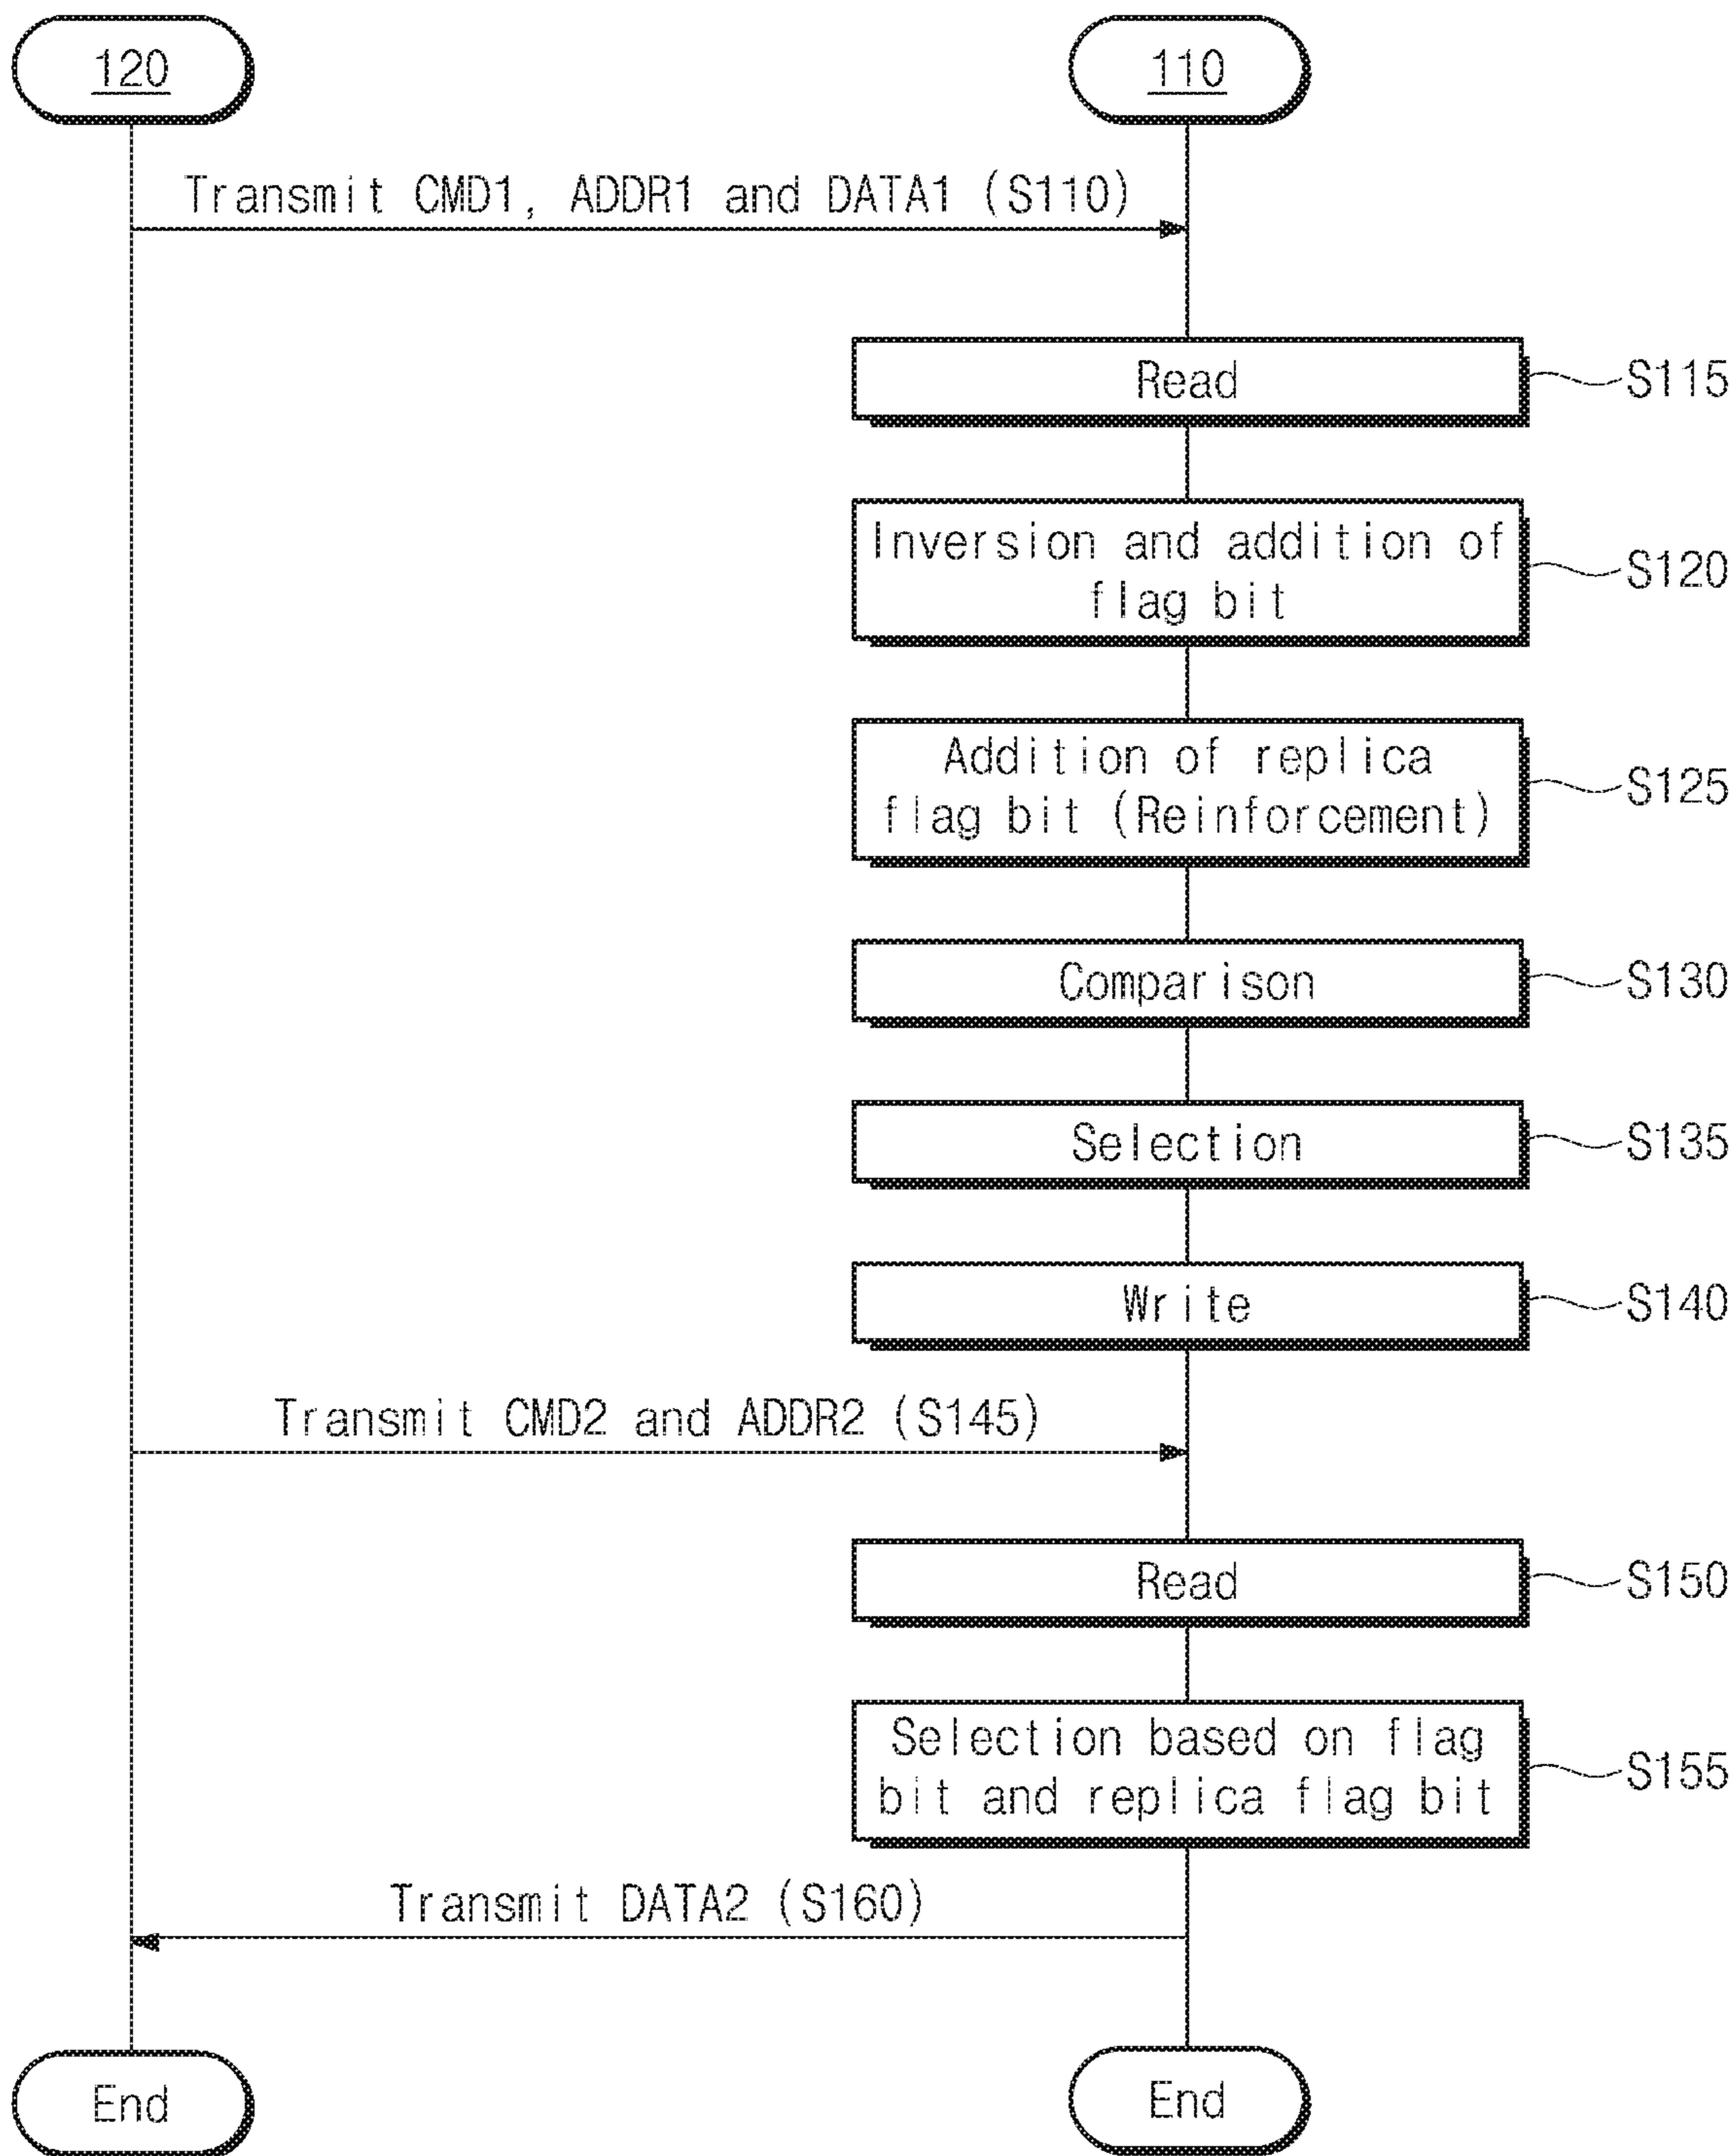 120
110
Transmit CMD1, ADDR1 and DATA1 (S110)
Read
S115
Inversion and addition of
flag bit
S120
Addition of replica
flag bit (Reinforcement)
S125
Comparison
S130
Selection
S135
Write
S140
Transmit CMD2 and ADDR2 (S145)
Read
S150
Selection based on flag
bit and replica flag bit
S155
Transmit DATA2 (S160)
End
End